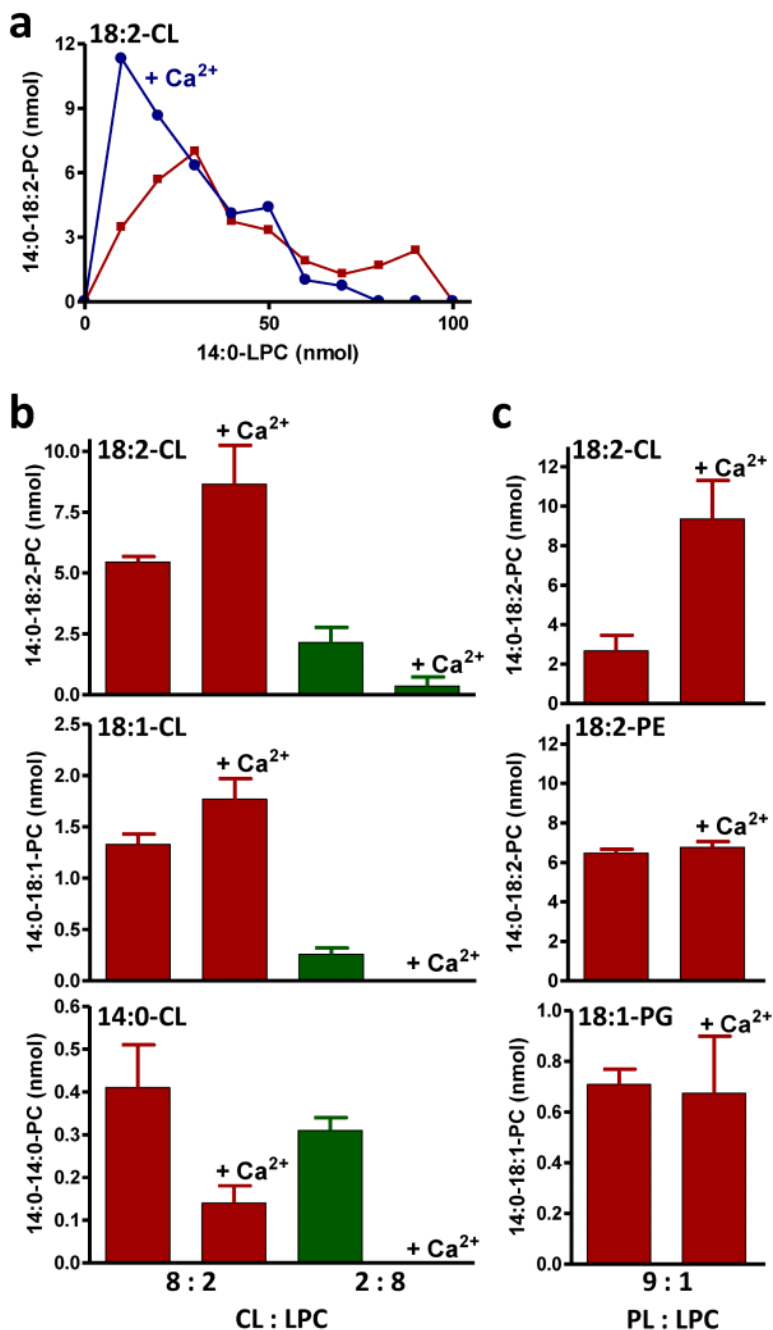 a
18:2-CL
+ Ca²⁺
14:0-18:2-PC (nmol)
12
9
6
3
0
0 50 100
14:0-LPC (nmol)
b
18:2-CL
+ Ca²⁺
+ Ca²⁺
14:0-18:2-PC (nmol)
10.0
7.5
5.0
2.5
0.0
18:1-CL
+ Ca²⁺
+ Ca²⁺
14:0-18:1-PC (nmol)
2.5
2.0
1.5
1.0
0.5
0.0
14:0-CL
+ Ca²⁺
+ Ca²⁺
14:0-14:0-PC (nmol)
0.6
0.5
0.4
0.3
0.1
0.1
0.0
8 : 2 2 : 8
CL : LPC
c
18:2-CL
+ Ca²⁺
14:0-18:2-PC (nmol)
12
10
8
6
4
2
0
18:2-PE
+ Ca²⁺
14:0-18:2-PC (nmol)
12
10
8
6
4
2
0
18:1-PG
+ Ca²⁺
14:0-18:1-PC (nmol)
1.0
0.8
0.6
0.4
0.2
0.0
9 : 1
PL : LPC